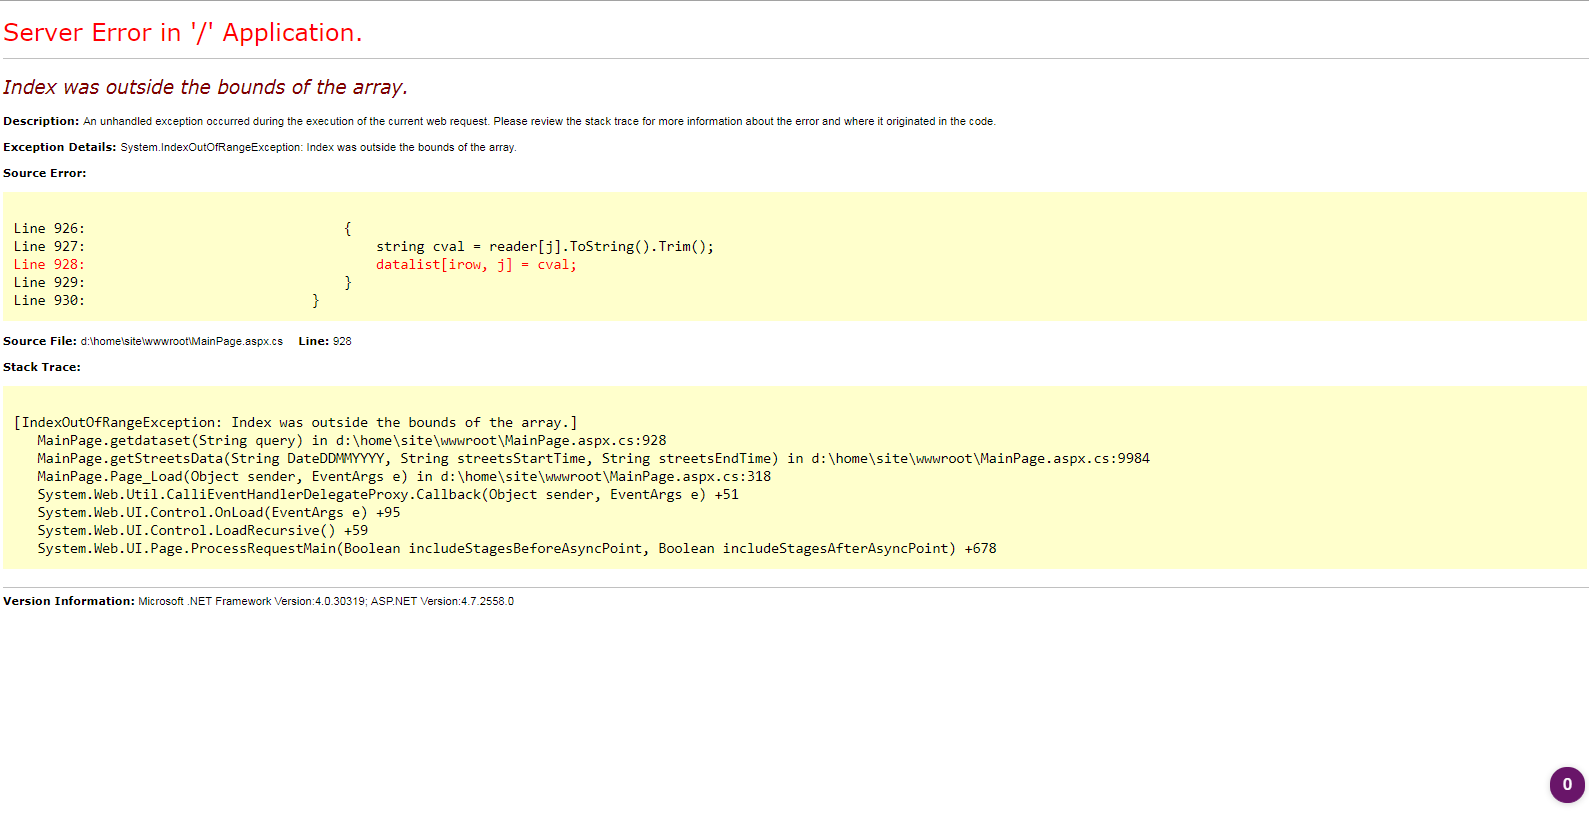 Server Error in '/' Application.
Index was outside the bounds of the array.
Description: An unhandled exception occurred during the execution of the current web request. Please review the stack trace for more information about the error and where it originated in the code.
Exception Details: System.IndexOutOfRangeException: Index was outside the bounds of the array.
Source Error:
Line 926:                                {
Line 927:                                    string cval = reader[j].ToString().Trim();
Line 928:                                    datalist[irow, j] = cval;
Line 929:                                }
Line 930:                            }
Source File: d:\home\site\wwwroot\MainPage.aspx.cs    Line: 928
Stack Trace:
[IndexOutOfRangeException: Index was outside the bounds of the array.]
   MainPage.getdataset(String query) in d:\home\site\wwwroot\MainPage.aspx.cs:928
   MainPage.getStreetsData(String DateDDMMYYYY, String streetsStartTime, String streetsEndTime) in d:\home\site\wwwroot\MainPage.aspx.cs:9984
   MainPage.Page_Load(Object sender, EventArgs e) in d:\home\site\wwwroot\MainPage.aspx.cs:318
   System.Web.Util.CalliEventHandlerDelegateProxy.Callback(Object sender, EventArgs e) +51
   System.Web.UI.Control.OnLoad(EventArgs e) +95
   System.Web.UI.Control.LoadRecursive() +59
   System.Web.UI.Page.ProcessRequestMain(Boolean includeStagesBeforeAsyncPoint, Boolean includeStagesAfterAsyncPoint) +678
Version Information: Microsoft .NET Framework Version:4.0.30319; ASP.NET Version:4.7.2558.0
0